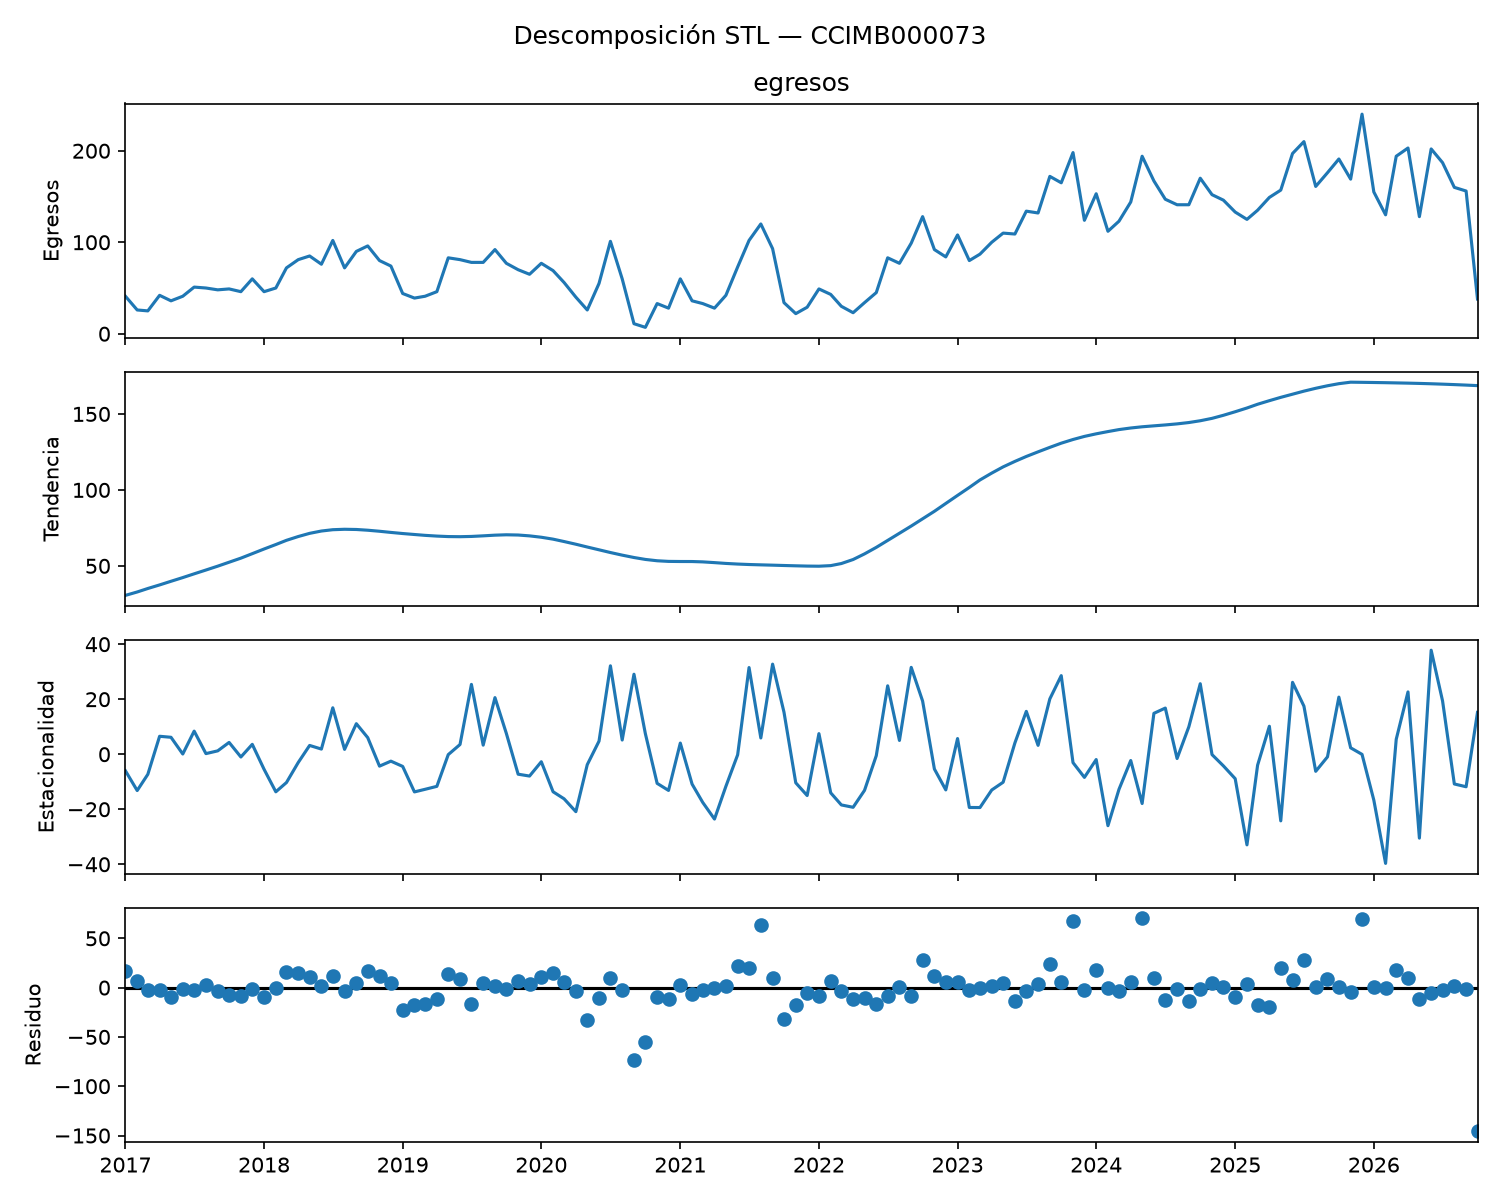 Descomposición STL — CCIMB000073
egresos
Egresos
200
100
0
Tendencia
150
100
50
Estacionalidad
40
20
0
−20
−40
Residuo
50
0
−50
−100
−150
2017 2018 2019 2020 2021 2022 2023 2024 2025 2026